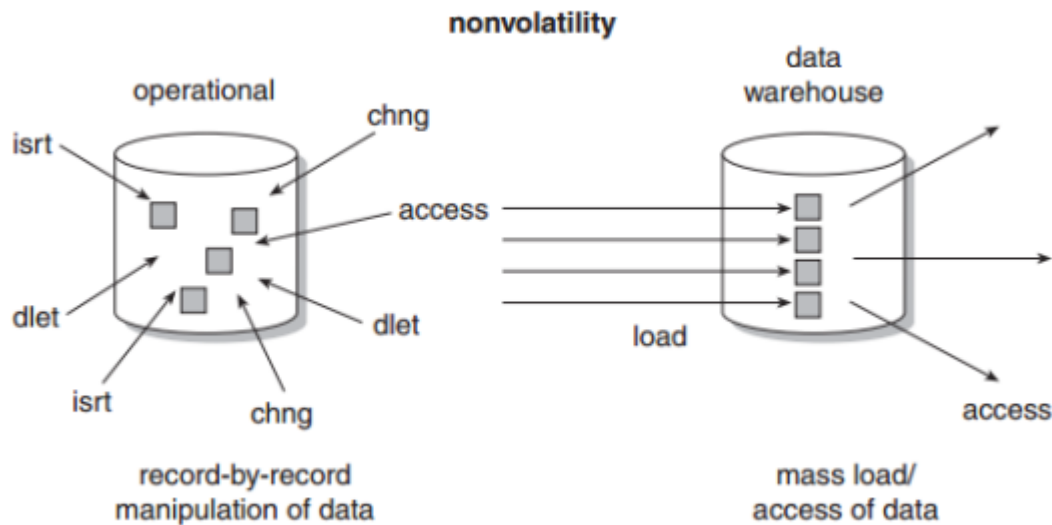 nonvolatility
operational
isrt
chng
access
dlet
dlet
isrt
chng
record-by-record
manipulation of data
data
warehouse
load
access
mass load/
access of data